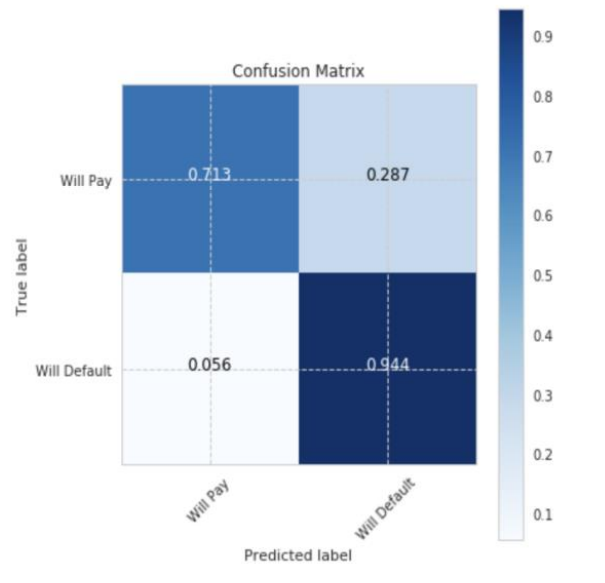 Confusion Matrix
0.9
0.8
0.7
0.6
0.5
0.4
0.3
0.2
0.1
True label
Will Pay
0.713
0.287
Will Default
0.056
0.944
Will Pay
Will Default
Predicted label